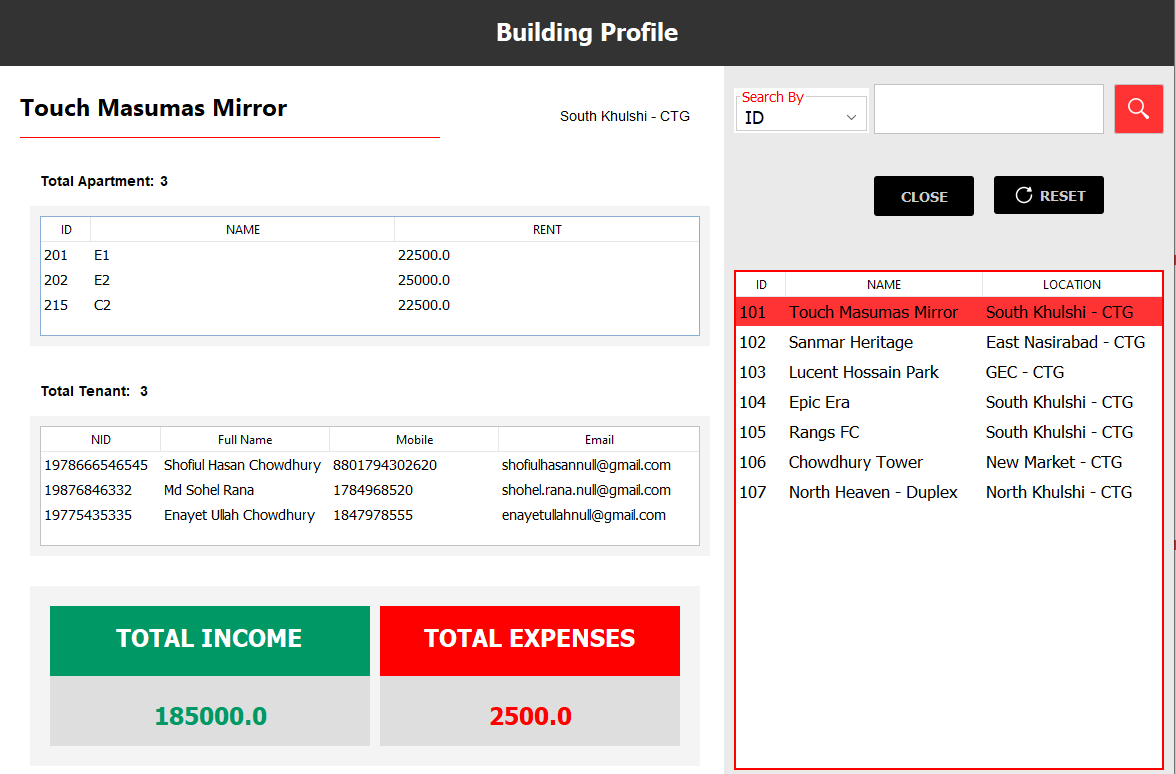 Building Profile
Touch Masumas Mirror
South Khulshi - CTG
Total Apartment: 3
ID NAME RENT
201 E1 22500.0
202 E2 25000.0
215 C2 22500.0
Total Tenant: 3
NID Full Name Mobile Email
1978666546545 Shofiul Hasan Chowdhury 8801794302620 shofiulhasannull@gmail.com
19876846332 Md Sohel Rana 1784968520 shohel.rana.null@gmail.com
19775435335 Enayet Ullah Chowdhury 1847978555 enayetullahnull@gmail.com
TOTAL INCOME
185000.0
TOTAL EXPENSES
2500.0
Search By
ID
CLOSE
RESET
ID NAME LOCATION
101 Touch Masumas Mirror South Khulshi - CTG
102 Sanmar Heritage East Nasirabad - CTG
103 Lucent Hossain Park GEC - CTG
104 Epic Era South Khulshi - CTG
105 Rangs FC South Khulshi - CTG
106 Chowdhury Tower New Market - CTG
107 North Heaven - Duplex North Khulshi - CTG